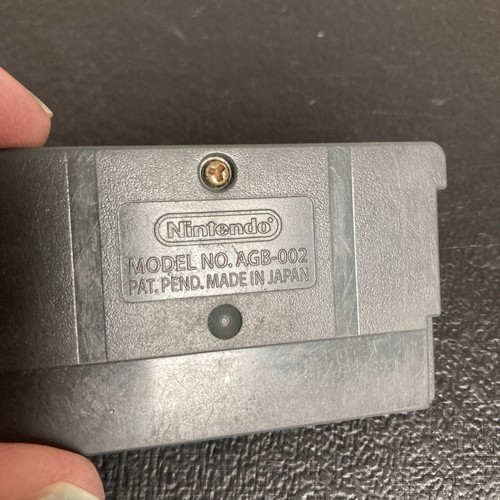 Nintendo®
MODEL NO. AGB-002
PAT. PEND. MADE IN JAPAN